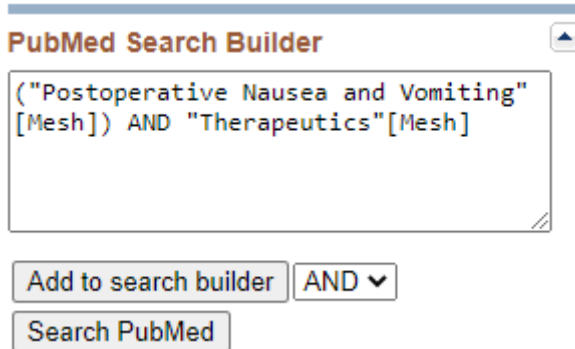 PubMed Search Builder
("Postoperative Nausea and Vomiting"
[Mesh]) AND "Therapeutics"[Mesh]
Add to search builder AND
Search PubMed